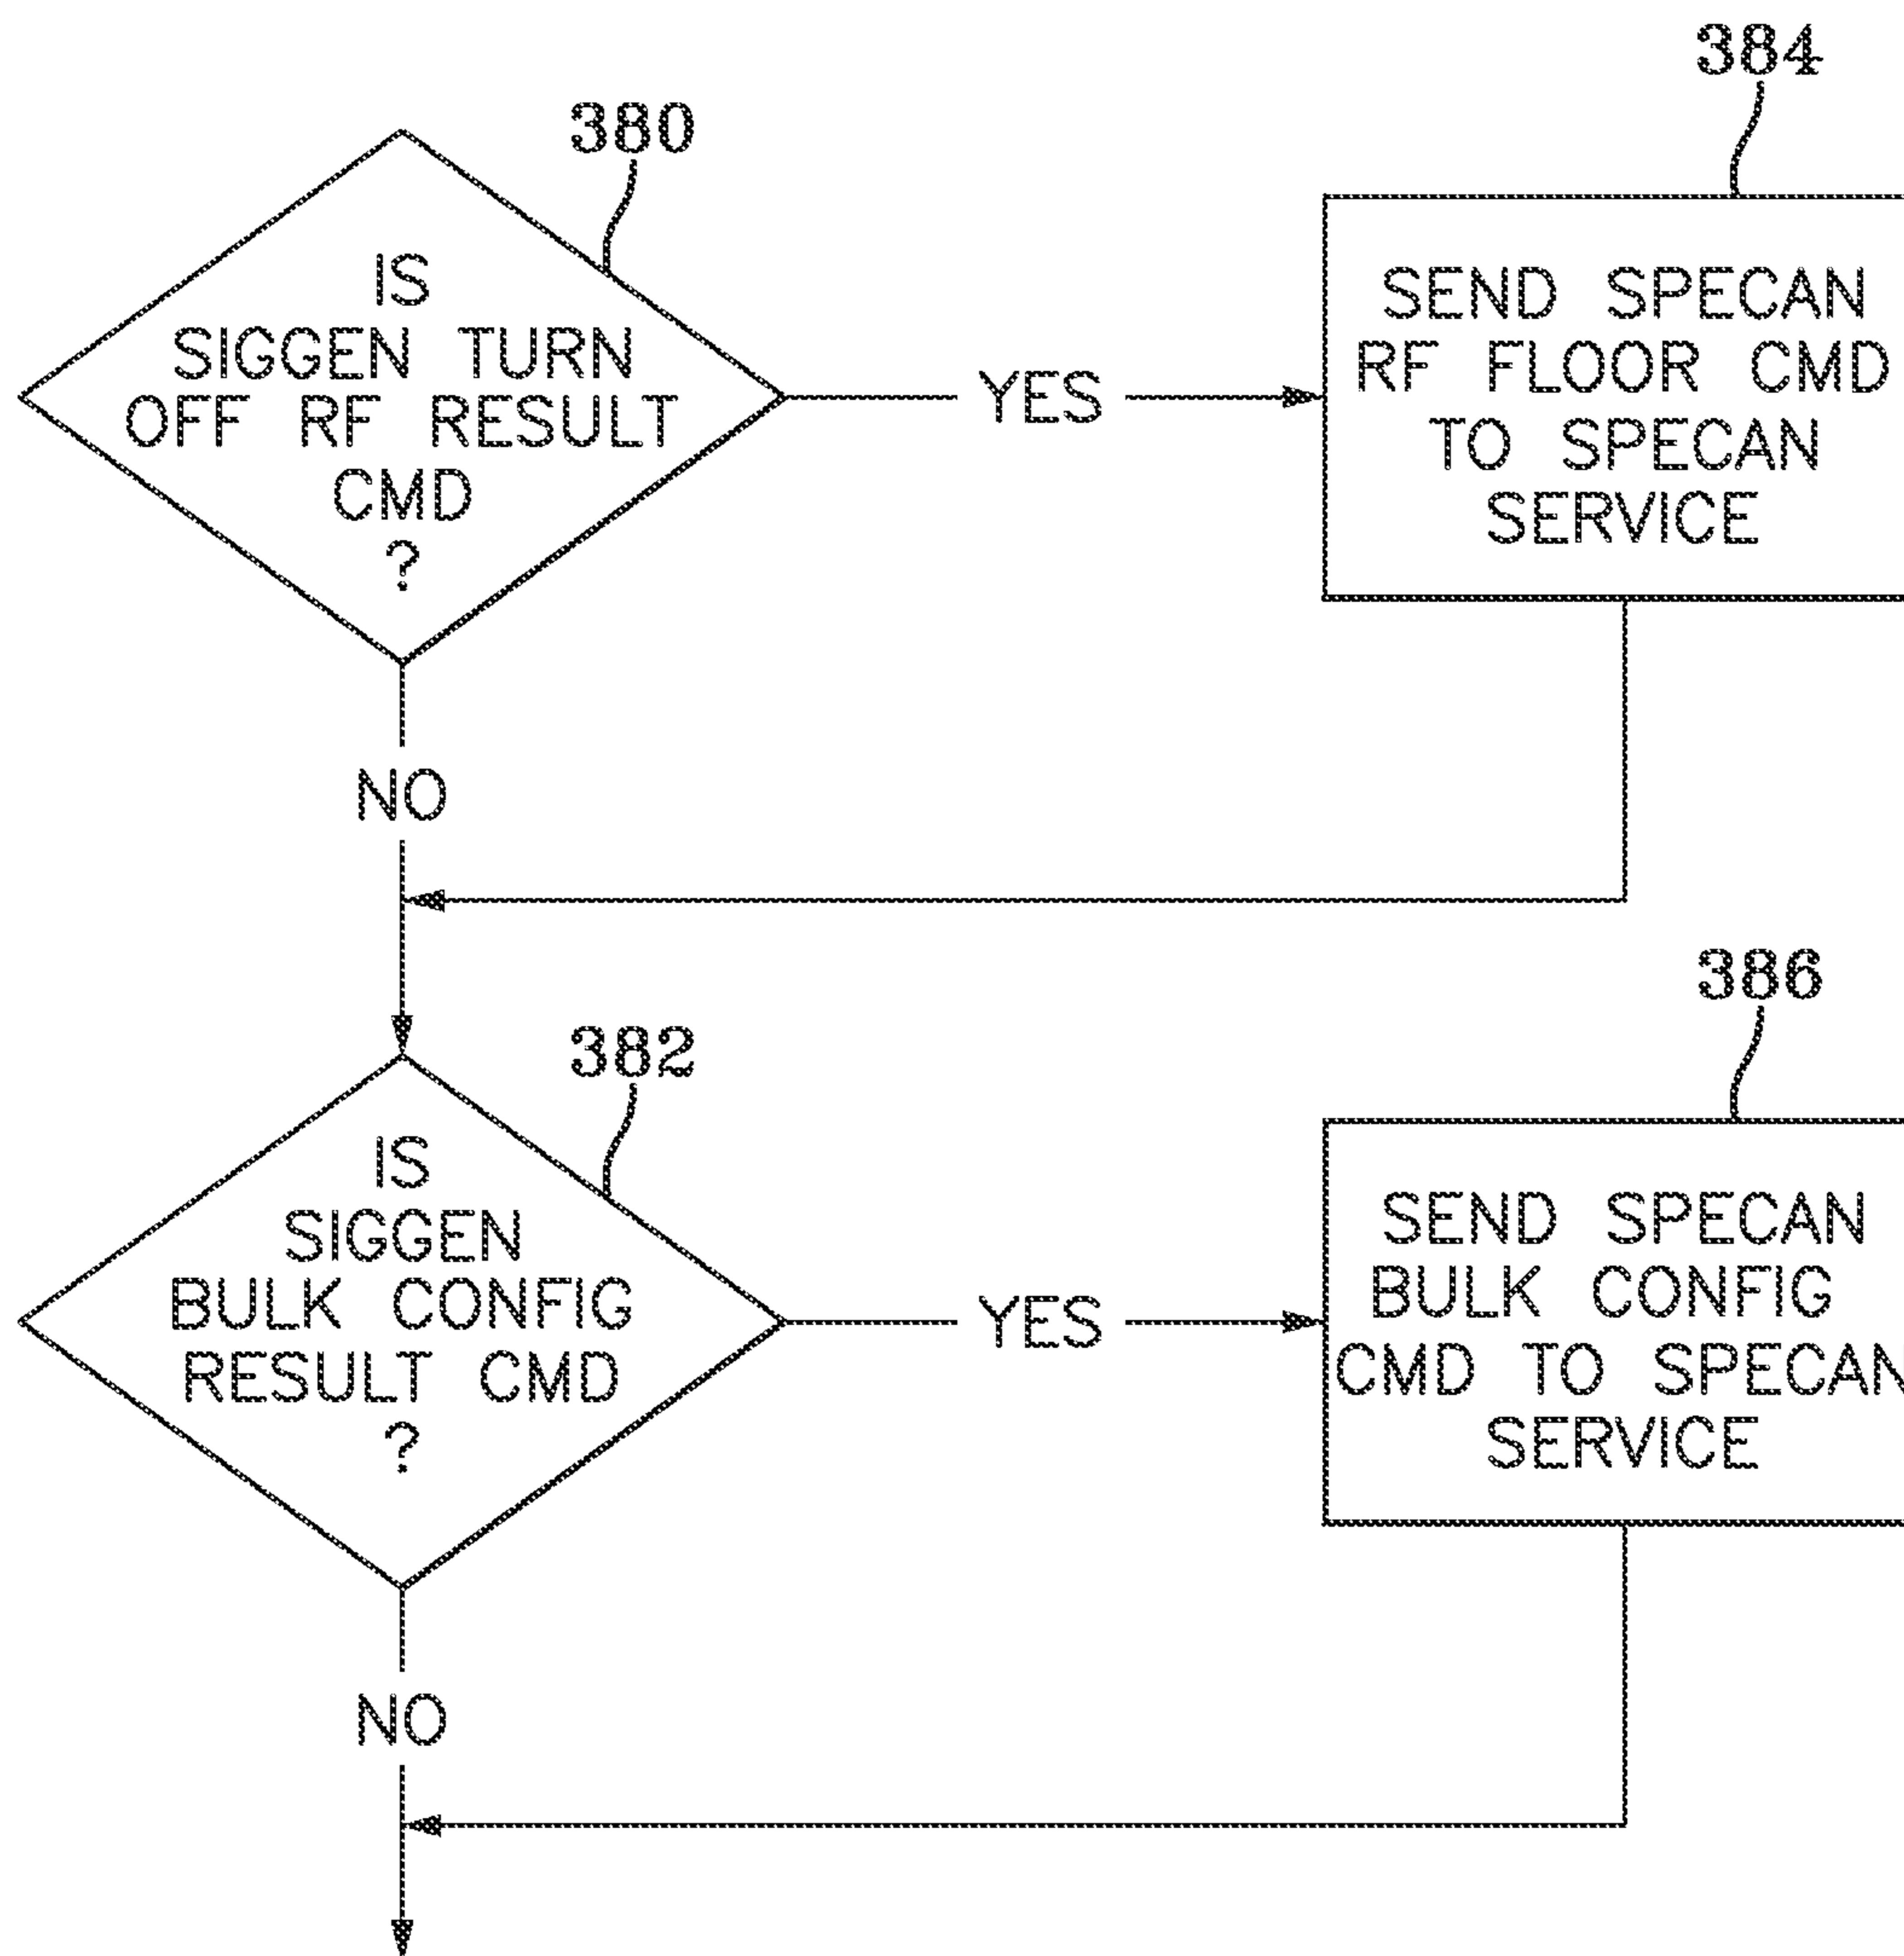 384
380
IS
SIGGEN TURN
OFF RF RESULT
CMD
?
YES
SEND SPECAN
RF FLOOR CMD
TO SPECAN
SERVICE
NO
386
382
IS
SIGGEN
BULK CONFIG
RESULT CMD
?
YES
SEND SPECAN
BULK CONFIG
CMD TO SPECAN
SERVICE
NO